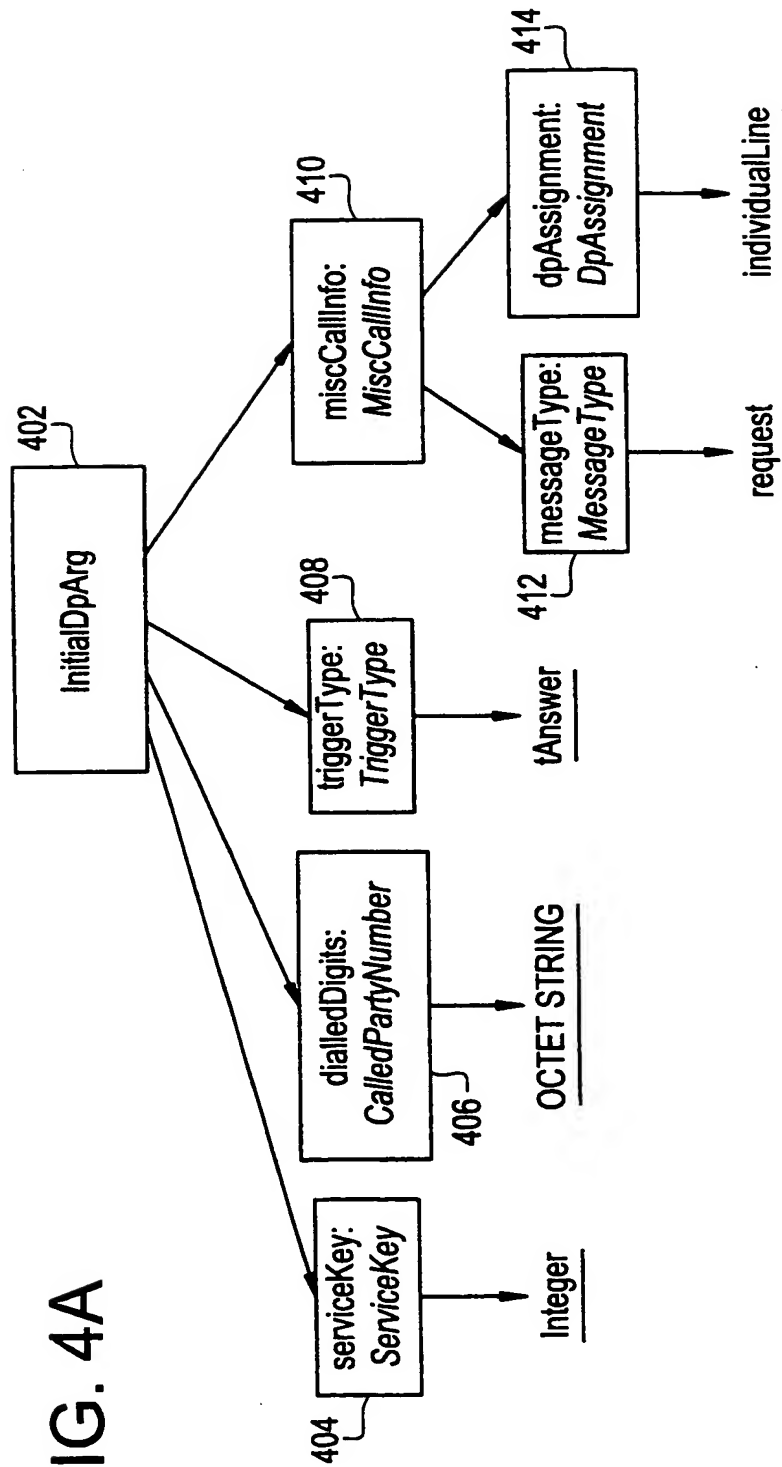 IG. 4A
402
InitialDpArg
404
serviceKey:
ServiceKey
Integer
406
dialledDigits:
CalledPartyNumber
OCTET STRING
408
triggerType:
TriggerType
tAnswer
410
miscCallInfo:
MiscCallInfo
412
messageType:
MessageType
request
414
dpAssignment:
DpAssignment
individualLine